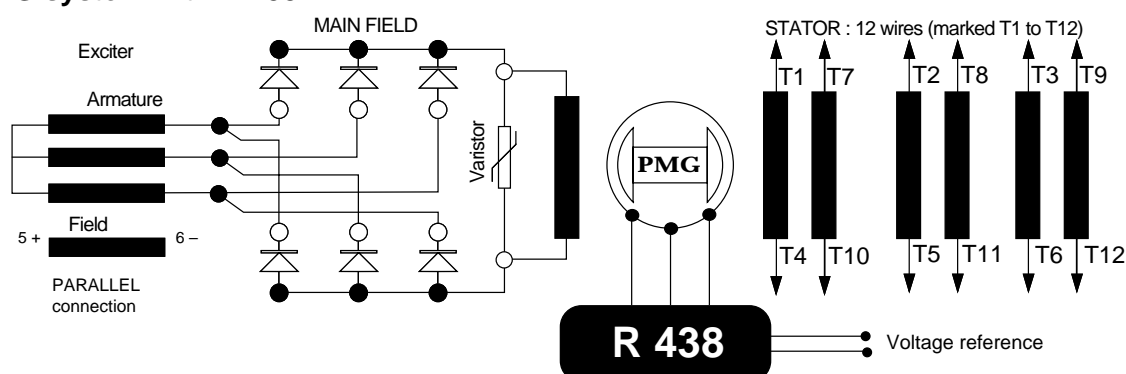 MAIN FIELD
STATOR : 12 wires (marked T1 to T12)
Exciter
T1 T7 T2 T8 T3 T9
Armature
Varistor
PMG
Field
5 + 6 –
T4 T10 T5 T11 T6 T12
PARALLEL
connection
R 438
Voltage reference